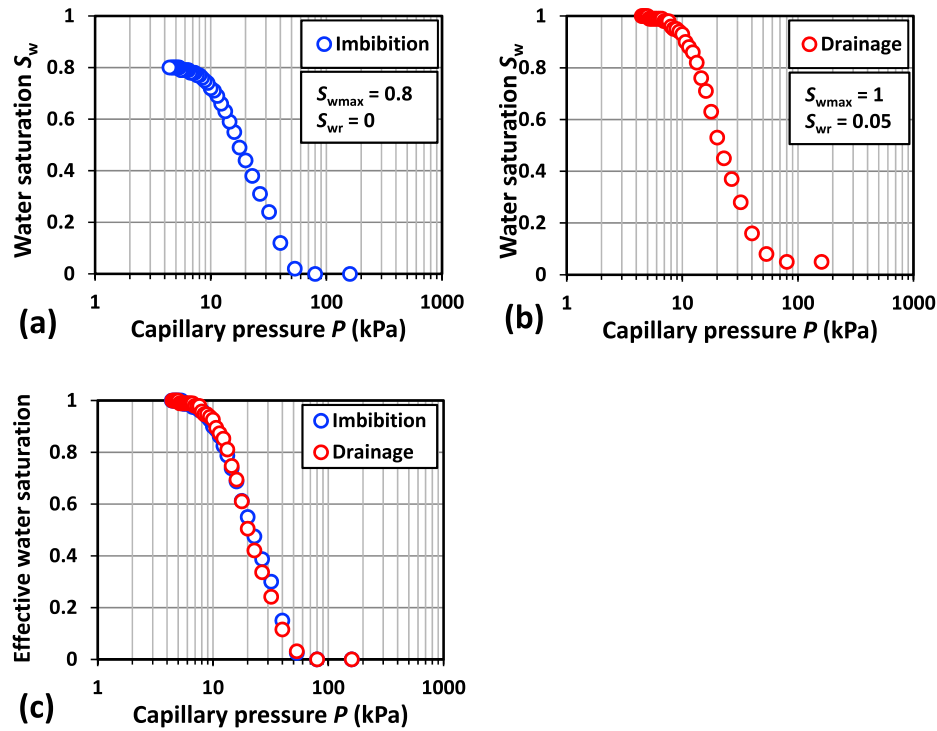 Water saturation Sw
1
0.8
0.6
0.4
0.2
0
1 10 100 1000
Imbibition
Swmax = 0.8
Swr = 0
(a)
Capillary pressure P (kPa)
Water saturation Sw
1
0.8
0.6
0.4
0.2
0
1 10 100 1000
Drainage
Swmax = 1
Swr = 0.05
(b)
Capillary pressure P (kPa)
Effective water saturation
1
0.8
0.6
0.4
0.2
0
1 10 100 1000
Imbibition
Drainage
(c)
Capillary pressure P (kPa)